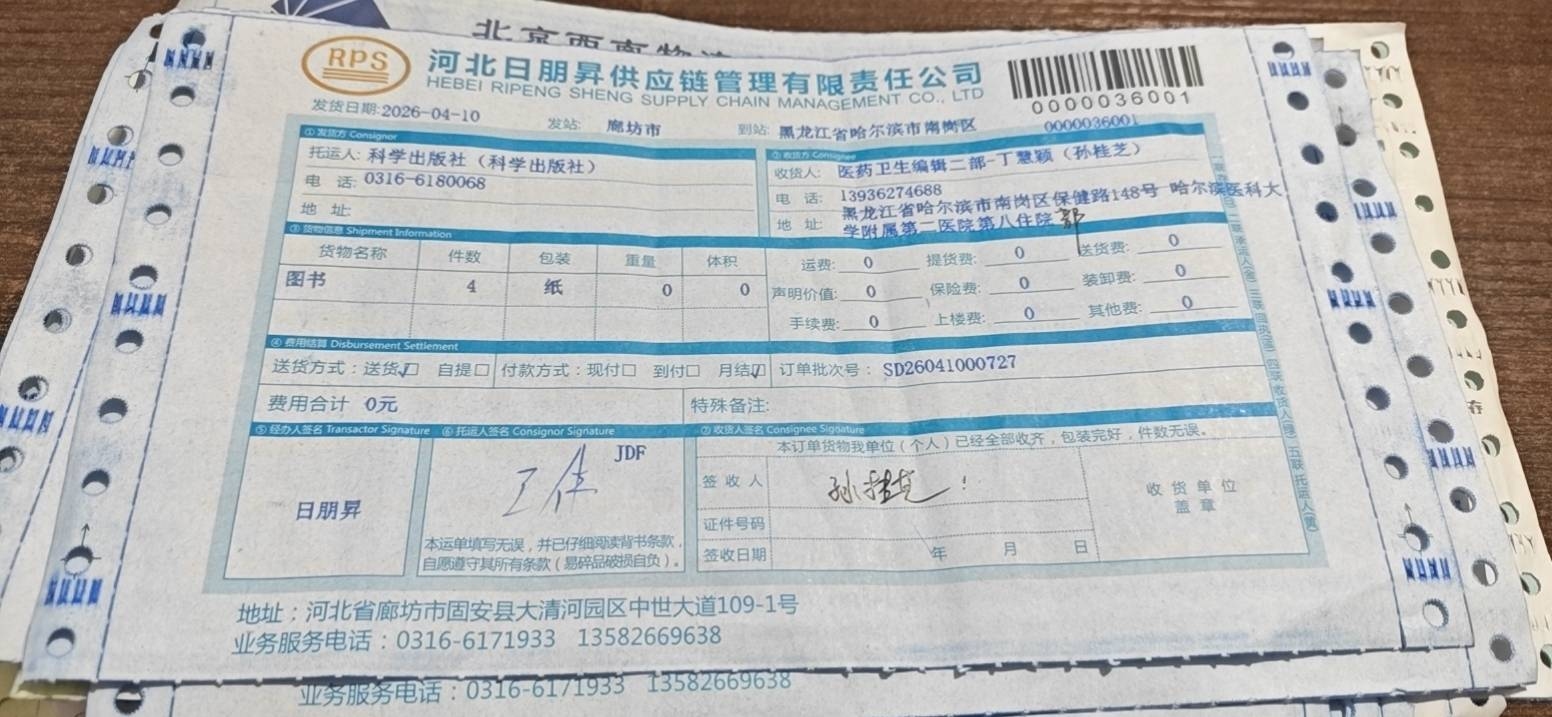 北京西南物流
RPS
河北日朋昇供应链管理有限责任公司
HEBEI RIPENG SHENG SUPPLY CHAIN MANAGEMENT CO., LTD
0000036001
发货日期:2026-04-10 发站: 廊坊市 到站: 黑龙江省哈尔滨市南岗区 0000036001
① 发货方 Consignor
托运人: 科学出版社（科学出版社）
电 话: 0316-6180068
地 址:
② 收货方 Consignee
收货人: 医药卫生编辑二部-丁慧颖（孙桂芝）
电 话: 13936274688
地 址: 黑龙江省哈尔滨市南岗区保健路148号 哈尔滨医科大
学附属第二医院第八住院部
③ 货物信息 Shipment Information
货物名称 件数 包装 重量 体积
图书 4 纸 0 0
运费: 0 提货费: 0 送货费: 0
声明价值: 0 保险费: 0 装卸费: 0
手续费: 0 上楼费: 0 其他费: 0
④ 费用结算 Disbursement Settlement
送货方式：送货☑ 自提□ 付款方式：现付□ 到付□ 月结☑ 订单批次号： SD26041000727
费用合计 0元 特殊备注:
⑤ 经办人签名 Transactor Signature
日朋昇
⑥ 托运人签名 Consignor Signature
JDF
本运单填写无误，并已仔细阅读背书条款，
自愿遵守其所有条款（易碎品破损自负）。
⑦ 收货人签名 Consignee Signature
本订单货物我单位（个人）已经全部收齐，包装完好，件数无误。
签 收 人 孙桂芝
证件号码
签收日期 年 月 日
收 货 单 位
盖 章
地址：河北省廊坊市固安县大清河园区中世大道109-1号
业务服务电话：0316-6171933 13582669638
业务服务电话：0316-6171933 13582669638